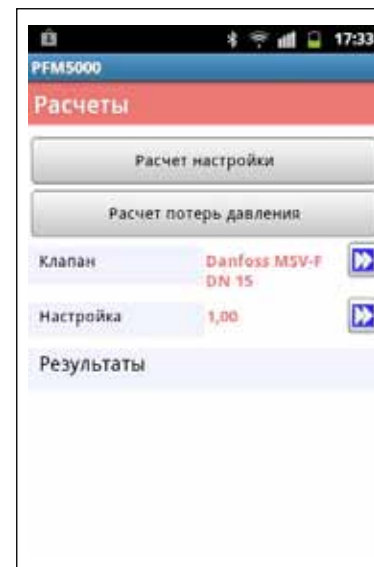 17:33
PFM5000
Расчеты
Расчет настройки
Расчет потерь давления
Клапан
Danfoss MSV-F
DN 15
Настройка
1,00
Результаты